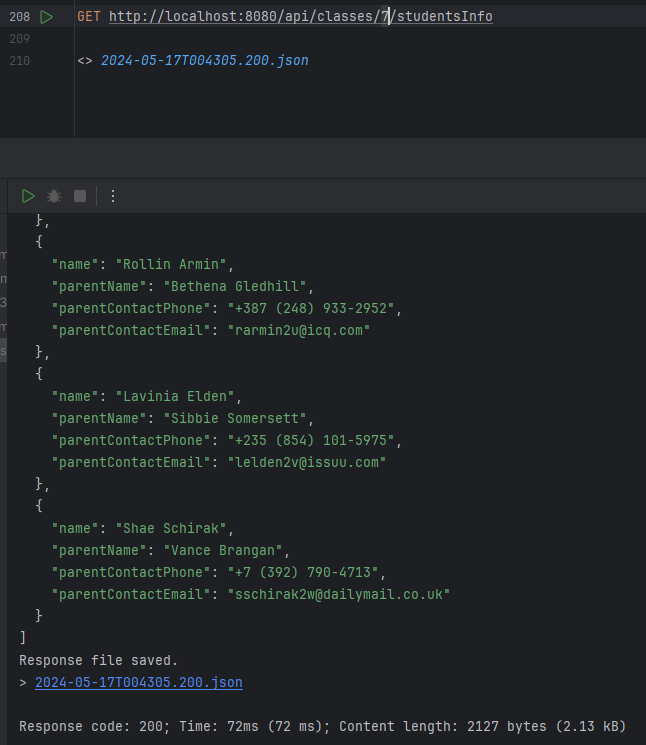 208 GET http://localhost:8080/api/classes/7/studentsInfo
209
210 <> 2024-05-17T004305.200.json
},
{
"name": "Rollin Armin",
"parentName": "Bethena Gledhill",
"parentContactPhone": "+387 (248) 933-2952",
"parentContactEmail": "rarmin2u@icq.com"
},
{
"name": "Lavinia Elden",
"parentName": "Sibbie Somersett",
"parentContactPhone": "+235 (854) 101-5975",
"parentContactEmail": "lelden2v@issuu.com"
},
{
"name": "Shae Schirak",
"parentName": "Vance Brangan",
"parentContactPhone": "+7 (392) 790-4713",
"parentContactEmail": "sschirak2w@dailymail.co.uk"
}
]
Response file saved.
> 2024-05-17T004305.200.json
Response code: 200; Time: 72ms (72 ms); Content length: 2127 bytes (2.13 kB)